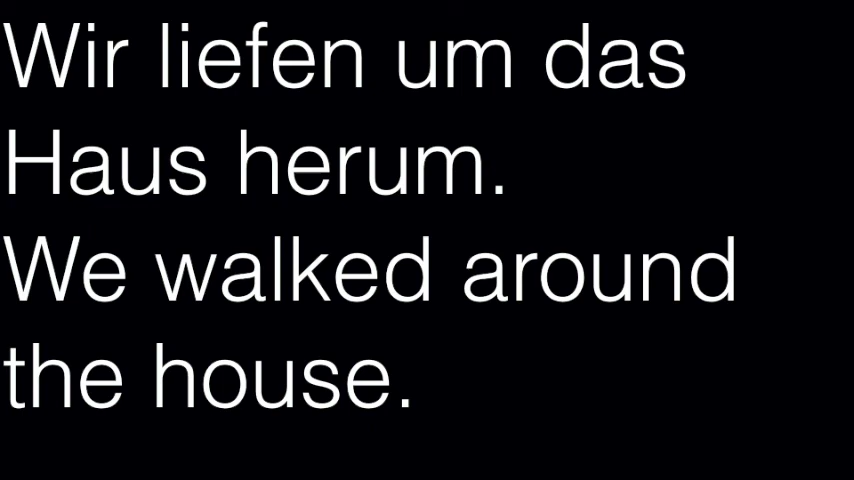 Wir liefen um das
Haus herum.
We walked around
the house.